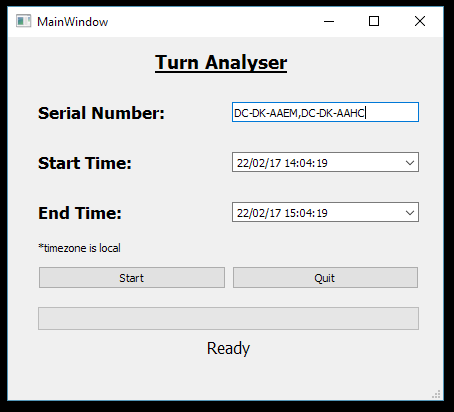 MainWindow
Turn Analyser
Serial Number: DC-DK-AAEM,DC-DK-AAHC
Start Time: 22/02/17 14:04:19
End Time: 22/02/17 15:04:19
*timezone is local
Start Quit
Ready